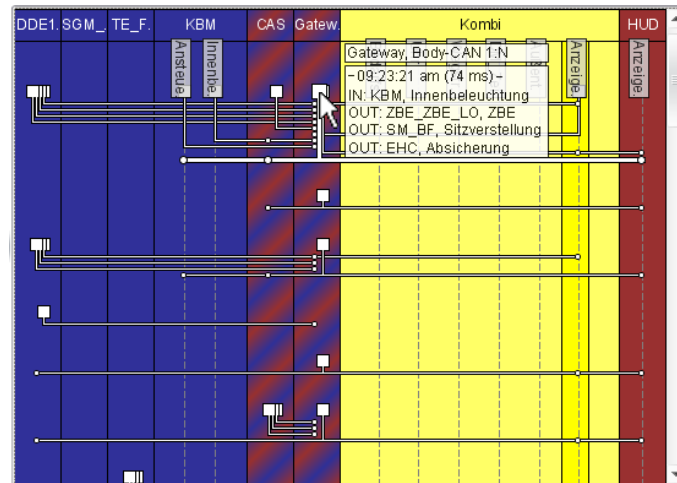 DDE1. SGM_. TE_F. KBM CAS Gatew. Kombi HUD
Ansteue.
Innenbe.
Gateway, Body-CAN 1:N
- 09:23:21 am (74 ms) -
IN: KBM, Innenbeleuchtung
OUT: ZBE_ZBE_LO, ZBE
OUT: SM_BF, Sitzverstellung
OUT: EHC, Absicherung
Anzeige.
Anzeige.